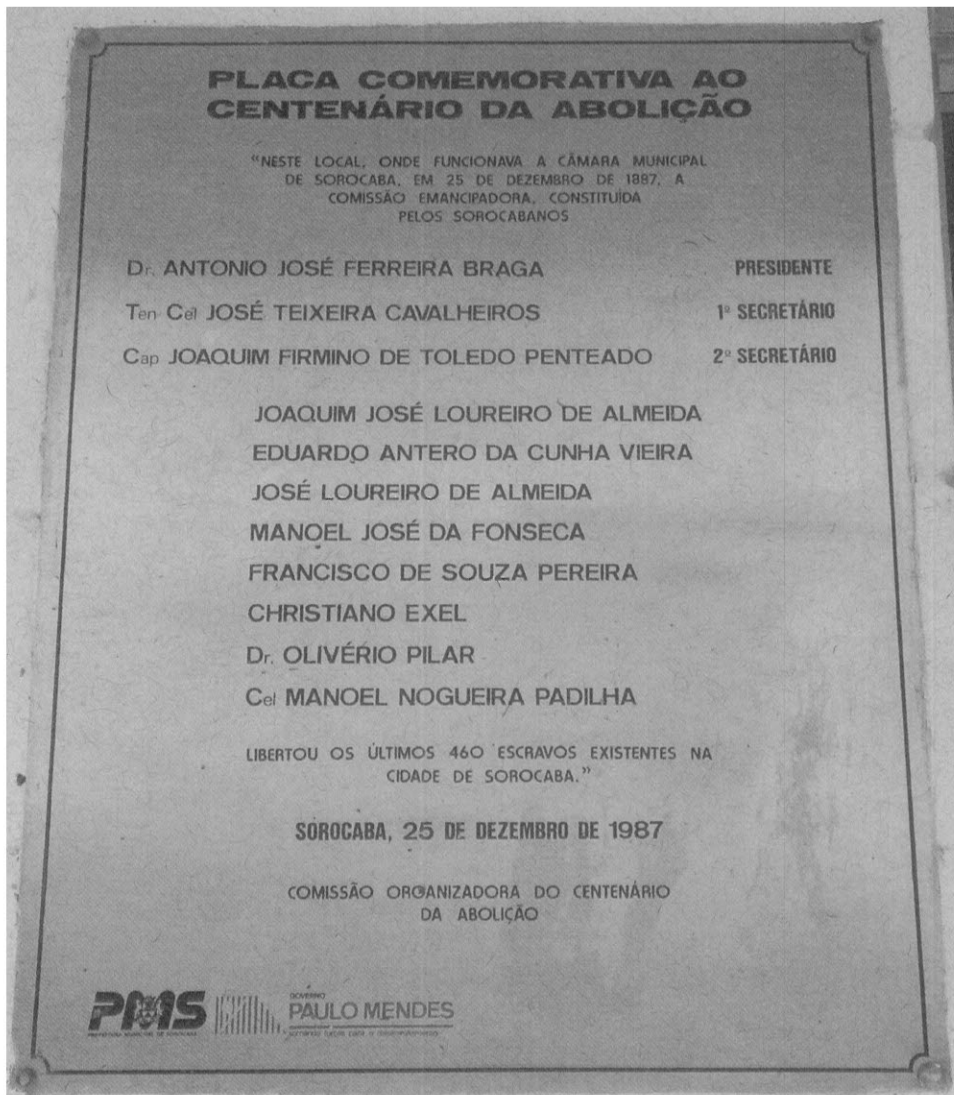 PLACA COMEMORATIVA AO
CENTENÁRIO DA ABOLIÇÃO
"NESTE LOCAL, ONDE FUNCIONAVA A CÂMARA MUNICIPAL
DE SOROCABA, EM 25 DE DEZEMBRO DE 1887, A
COMISSÃO EMANCIPADORA, CONSTITUÍDA
PELOS SOROCABANOS
Dr. ANTONIO JOSÉ FERREIRA BRAGA PRESIDENTE
Ten Cel JOSÉ TEIXEIRA CAVALHEIROS 1º SECRETÁRIO
Cap JOAQUIM FIRMINO DE TOLEDO PENTEADO 2º SECRETÁRIO
JOAQUIM JOSÉ LOUREIRO DE ALMEIDA
EDUARDO ANTERO DA CUNHA VIEIRA
JOSÉ LOUREIRO DE ALMEIDA
MANOEL JOSÉ DA FONSECA
FRANCISCO DE SOUZA PEREIRA
CHRISTIANO EXEL
Dr. OLIVÉRIO PILAR
Cel MANOEL NOGUEIRA PADILHA
LIBERTOU OS ÚLTIMOS 460 ESCRAVOS EXISTENTES NA
CIDADE DE SOROCABA."
SOROCABA, 25 DE DEZEMBRO DE 1987
COMISSÃO ORGANIZADORA DO CENTENÁRIO
DA ABOLIÇÃO
PMS
PREFEITURA MUNICIPAL DE SOROCABA
GOVERNO
PAULO MENDES